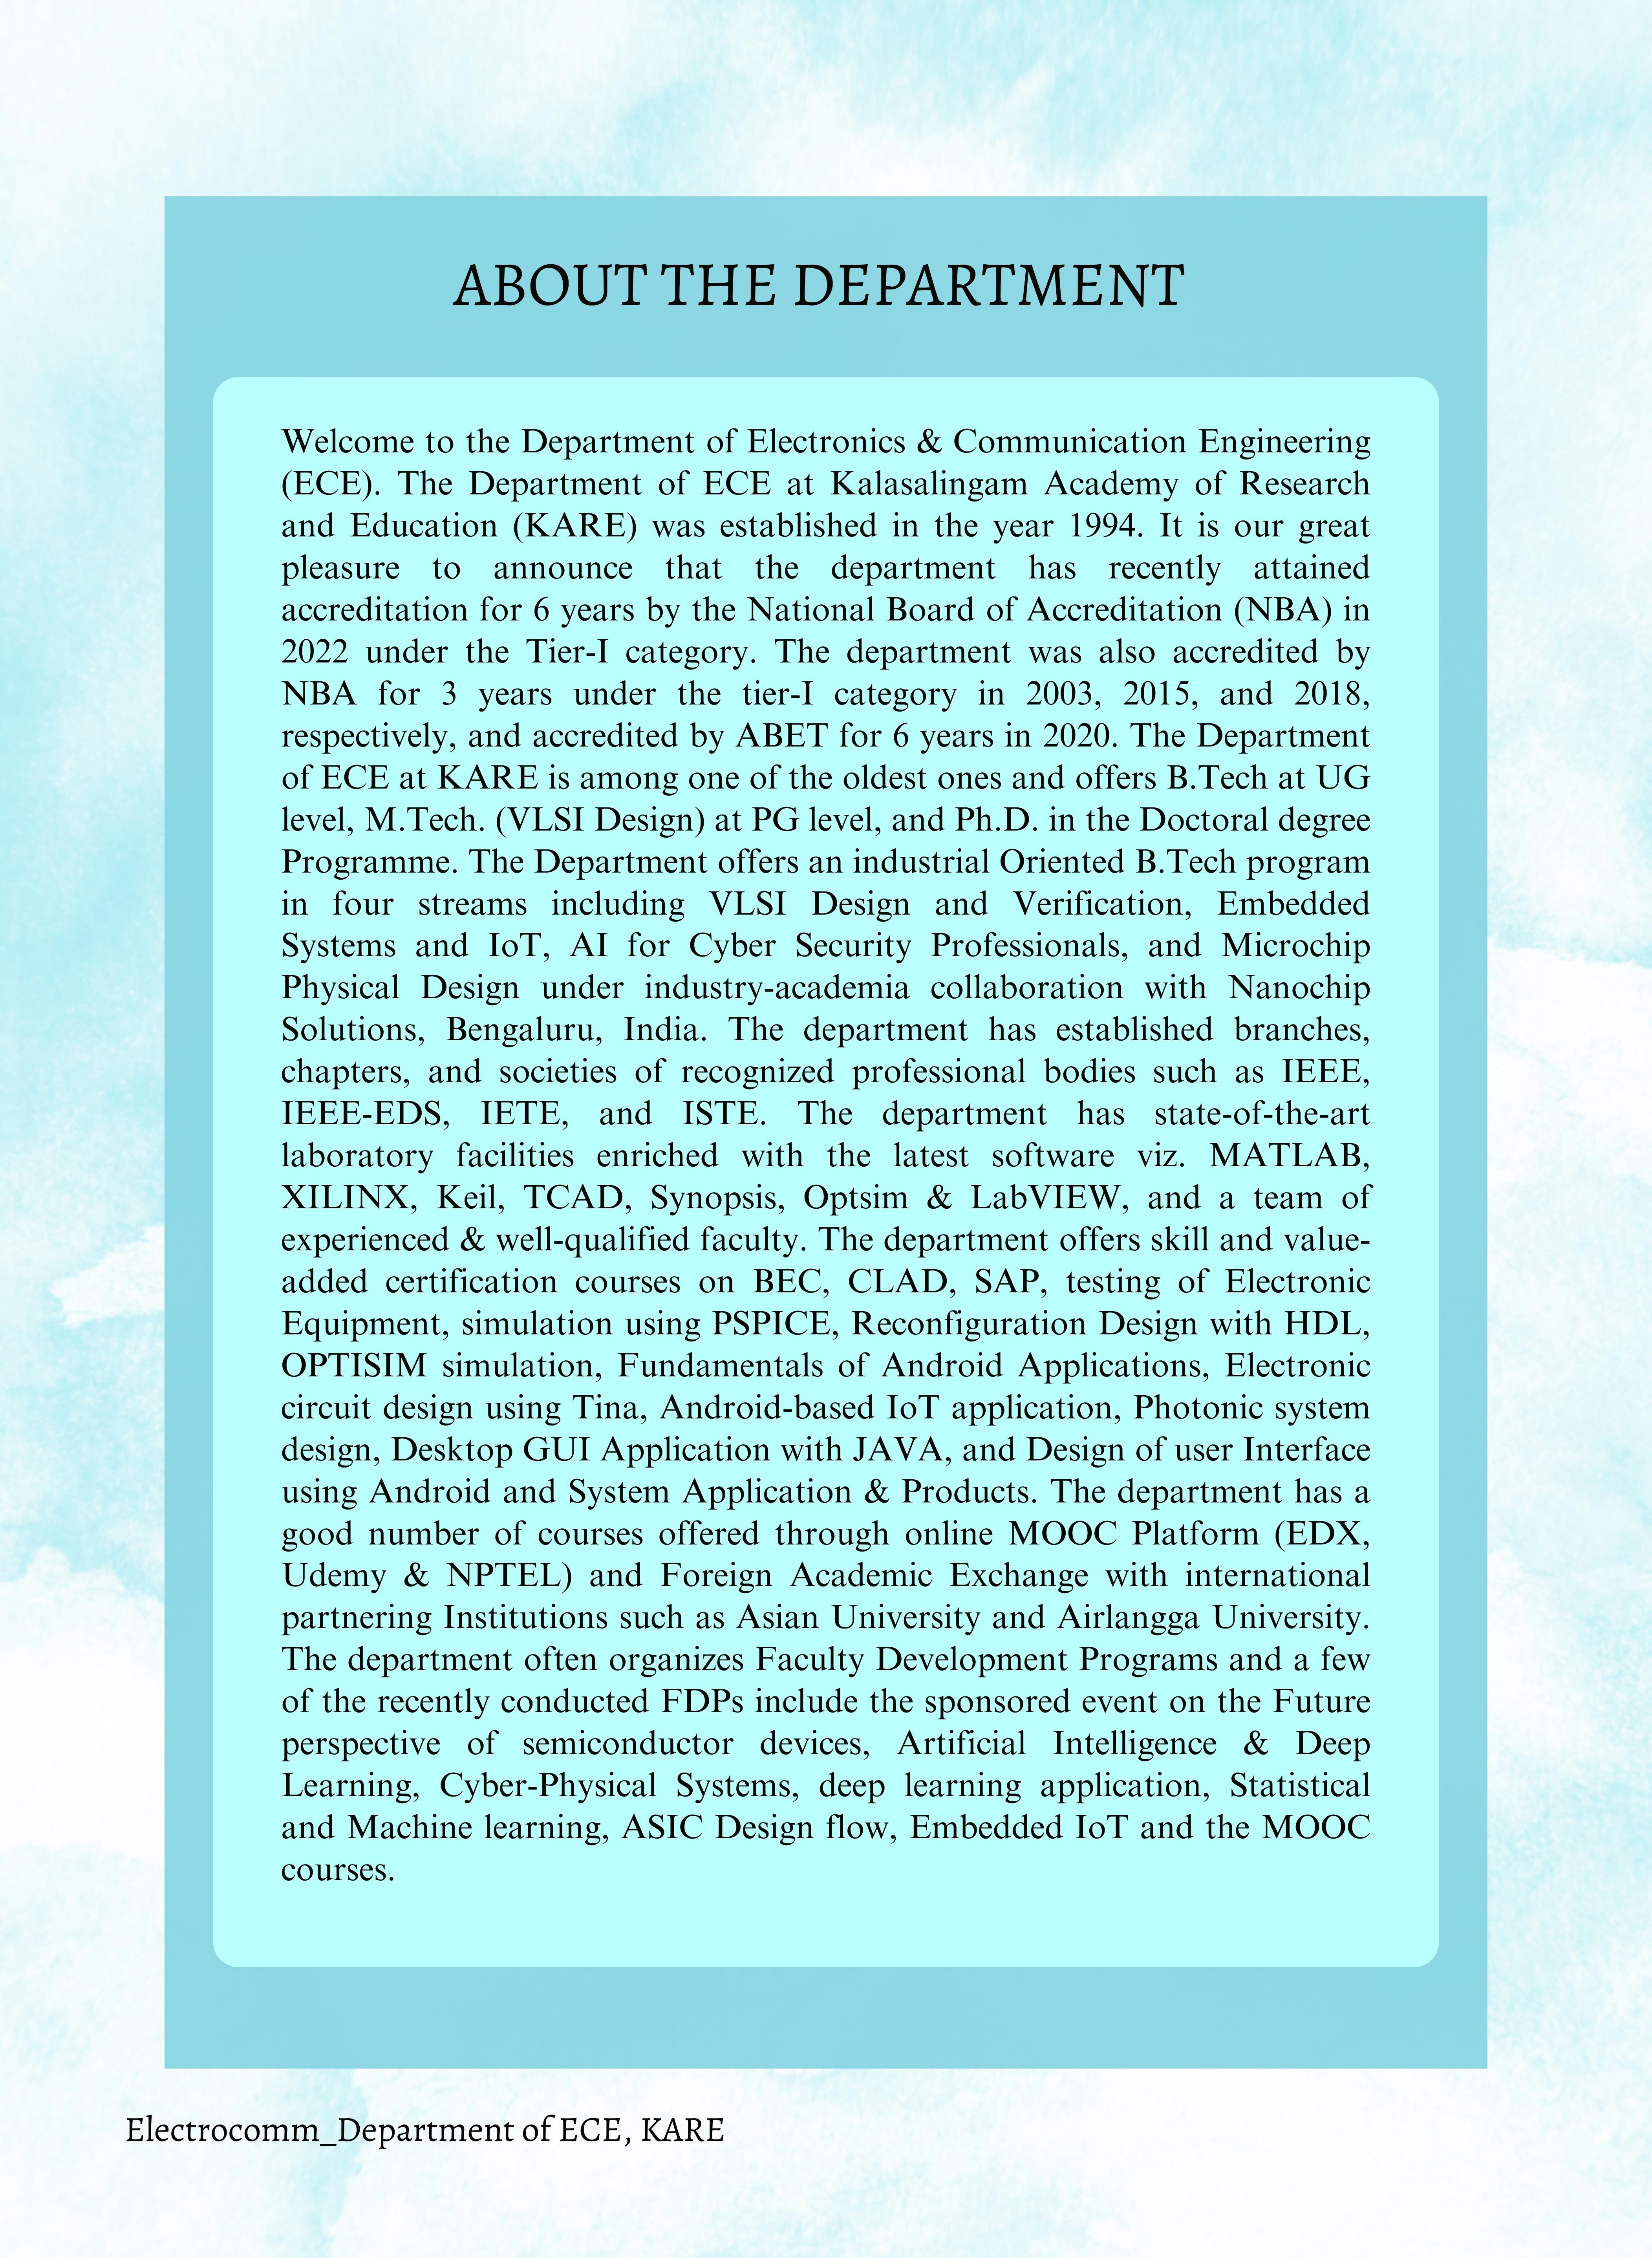 ABOUT THE DEPARTMENT
Welcome to the Department of Electronics & Communication Engineering
(ECE). The Department of ECE at Kalasalingam Academy of Research
and Education (KARE) was established in the year 1994. It is our great
pleasure to announce that the department has recently attained
accreditation for 6 years by the National Board of Accreditation (NBA) in
2022 under the Tier-I category. The department was also accredited by
NBA for 3 years under the tier-I category in 2003, 2015, and 2018,
respectively, and accredited by ABET for 6 years in 2020. The Department
of ECE at KARE is among one of the oldest ones and offers B.Tech at UG
level, M.Tech. (VLSI Design) at PG level, and Ph.D. in the Doctoral degree
Programme. The Department offers an industrial Oriented B.Tech program
in four streams including VLSI Design and Verification, Embedded
Systems and IoT, AI for Cyber Security Professionals, and Microchip
Physical Design under industry-academia collaboration with Nanochip
Solutions, Bengaluru, India. The department has established branches,
chapters, and societies of recognized professional bodies such as IEEE,
IEEE-EDS, IETE, and ISTE. The department has state-of-the-art
laboratory facilities enriched with the latest software viz. MATLAB,
XILINX, Keil, TCAD, Synopsis, Optsim & LabVIEW, and a team of
experienced & well-qualified faculty. The department offers skill and value-
added certification courses on BEC, CLAD, SAP, testing of Electronic
Equipment, simulation using PSPICE, Reconfiguration Design with HDL,
OPTISIM simulation, Fundamentals of Android Applications, Electronic
circuit design using Tina, Android-based IoT application, Photonic system
design, Desktop GUI Application with JAVA, and Design of user Interface
using Android and System Application & Products. The department has a
good number of courses offered through online MOOC Platform (EDX,
Udemy & NPTEL) and Foreign Academic Exchange with international
partnering Institutions such as Asian University and Airlangga University.
The department often organizes Faculty Development Programs and a few
of the recently conducted FDPs include the sponsored event on the Future
perspective of semiconductor devices, Artificial Intelligence & Deep
Learning, Cyber-Physical Systems, deep learning application, Statistical
and Machine learning, ASIC Design flow, Embedded IoT and the MOOC
courses.
Electrocomm_Department of ECE, KARE